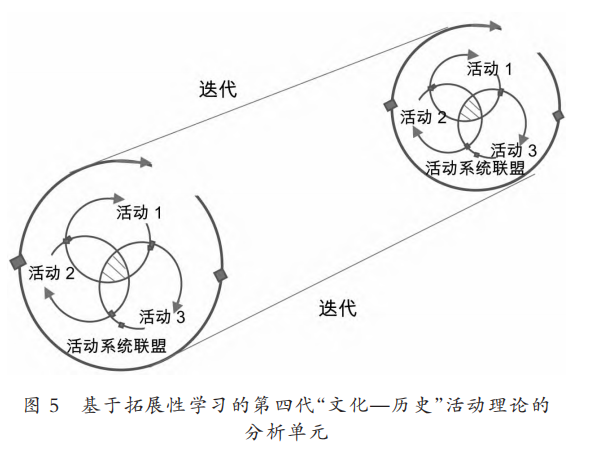 迭代
活动 1
活动 2
活动 3
活动系统联盟
活动 1
活动 2
活动 3
活动系统联盟
迭代
图 5 基于拓展性学习的第四代“文化—历史”活动理论的
分析单元